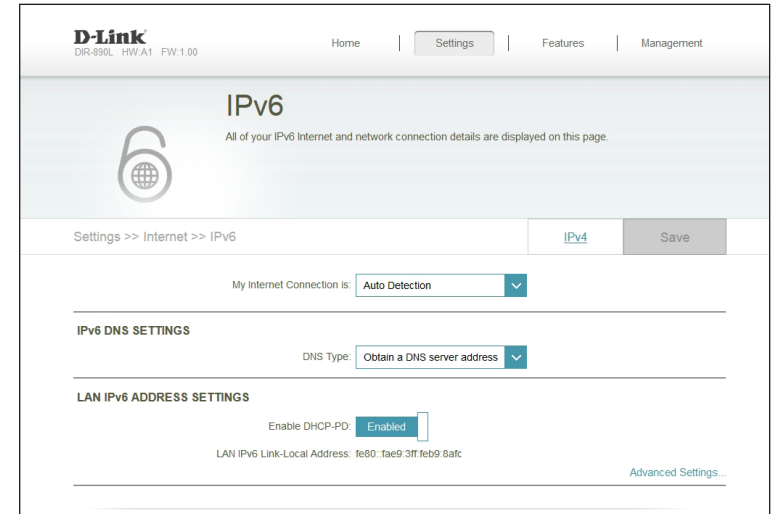 D-Link
DIR-890L HW:A1 FW:1.00
Home Settings Features Management
IPv6
All of your IPv6 Internet and network connection details are displayed on this page.
Settings >> Internet >> IPv6
IPv4 Save
My Internet Connection is: Auto Detection
IPv6 DNS SETTINGS
DNS Type: Obtain a DNS server address
LAN IPv6 ADDRESS SETTINGS
Enable DHCP-PD: Enabled
LAN IPv6 Link-Local Address: fe80::fae9:3ff:feb9:8afc
Advanced Settings...